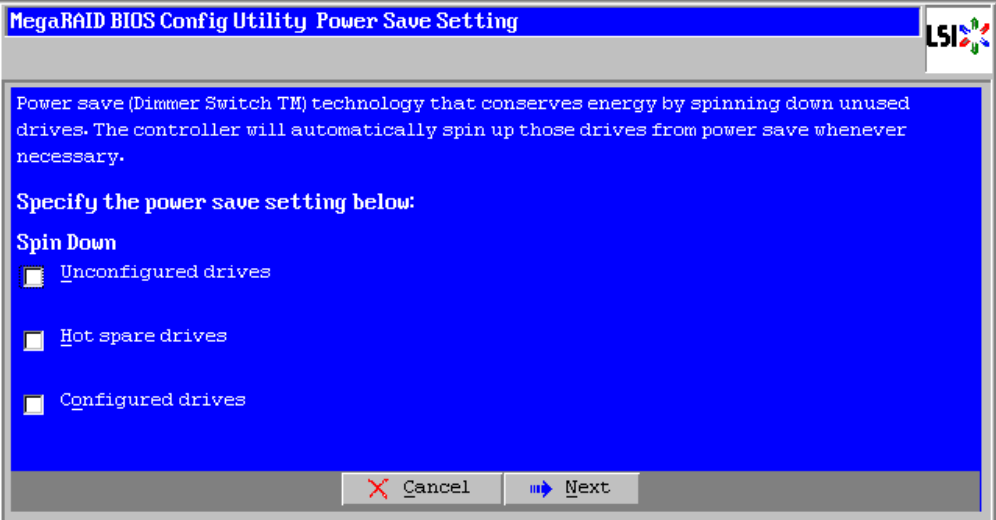 MegaRAID BIOS Config Utility Power Save Setting
LSI
Power save (Dimmer Switch TM) technology that conserves energy by spinning down unused
drives. The controller will automatically spin up those drives from power save whenever
necessary.
Specify the power save setting below:
Spin Down
Unconfigured drives
Hot spare drives
Configured drives
Cancel
Next